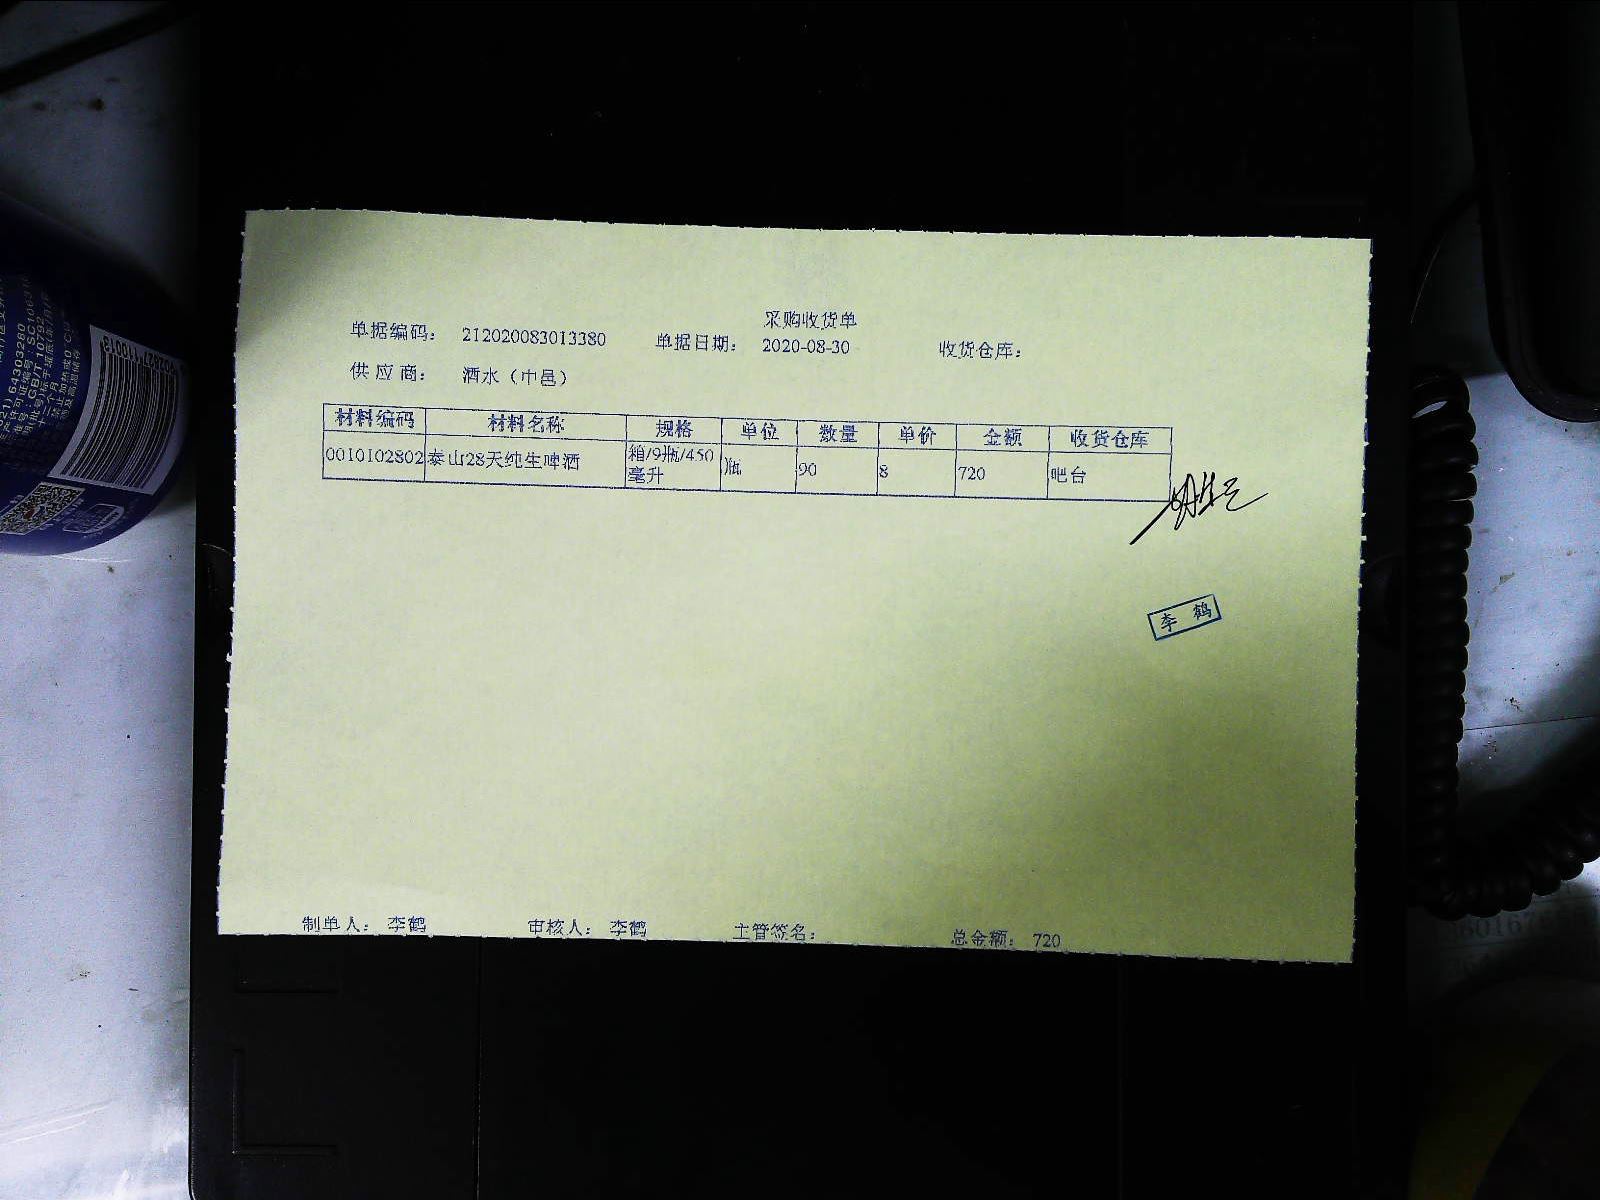 采购收货单
单据编码： 212020083013380 单据日期： 2020-08-30 收货仓库：
供 应 商： 酒水（中邑）
材料编码 材料名称 规格 单位 数量 单价 金额 收货仓库
0010102802 泰山28天纯生啤酒 箱/9瓶/450毫升 瓶 90 8 720 吧台
李 鹤
制单人： 李鹤 审核人： 李鹤 主管签名： 总金额： 720
64303280